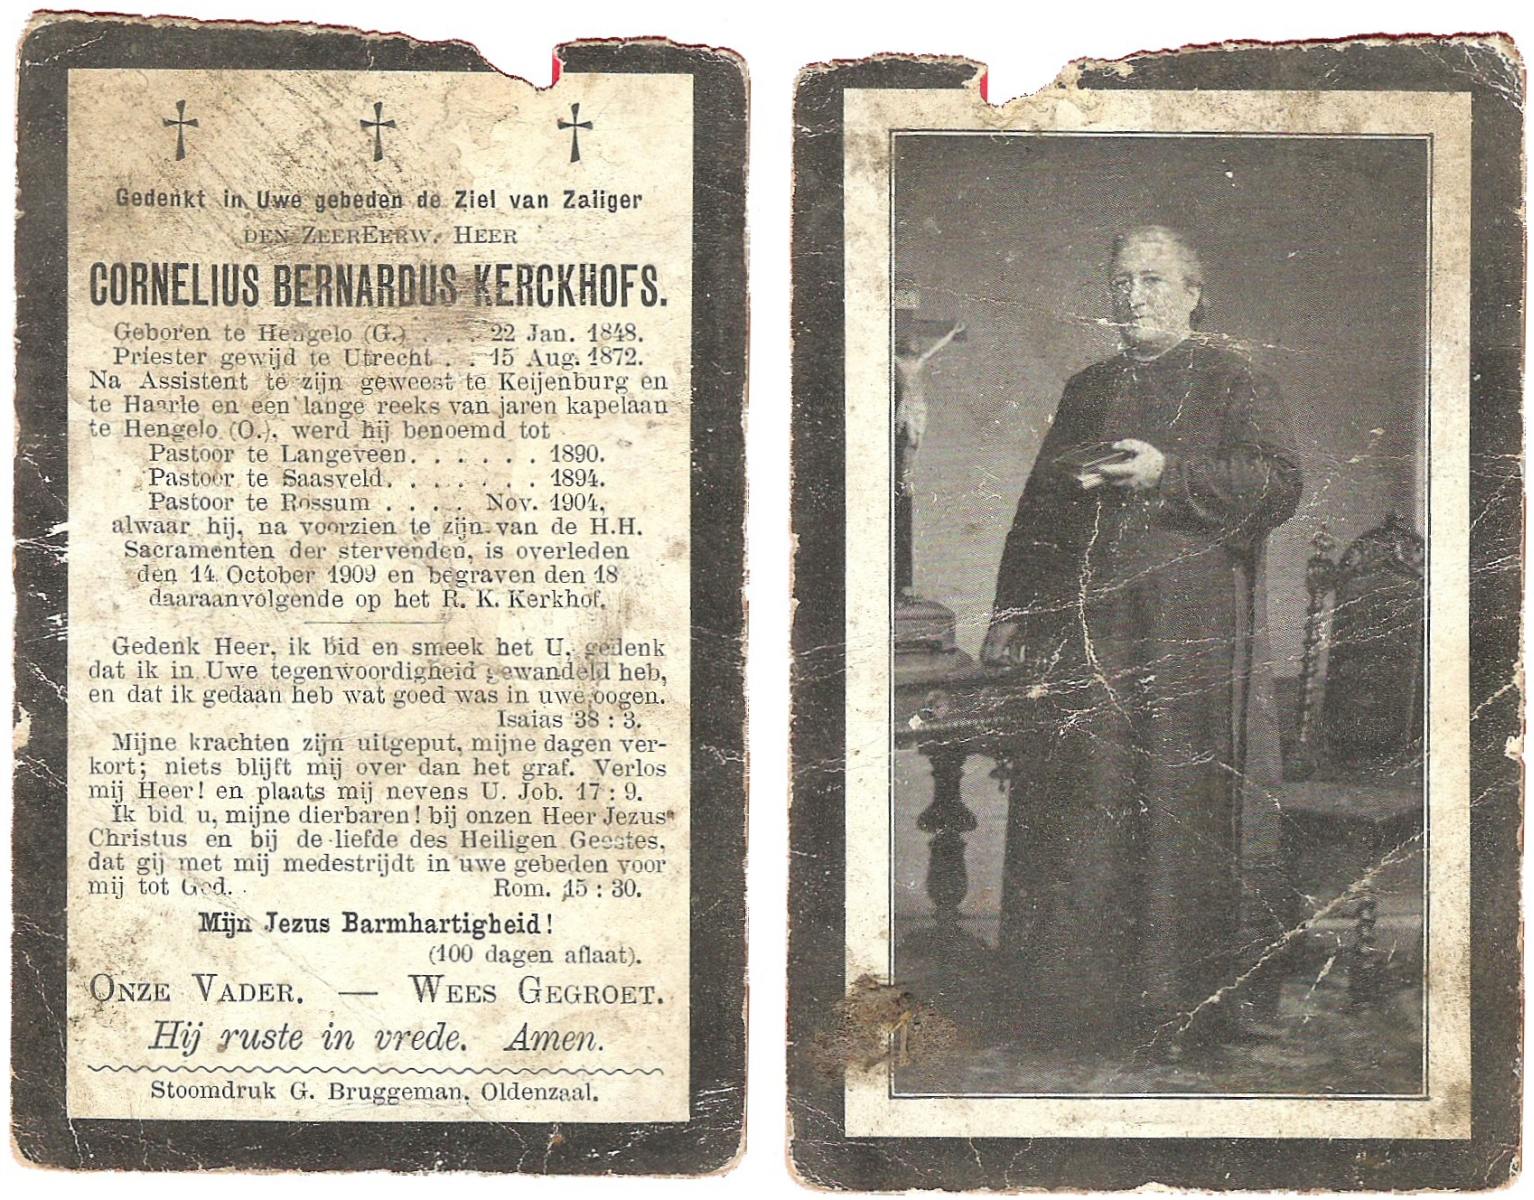 Gedenkt in Uwe gebeden de Ziel van Zaliger
DEN ZEEREERW. HEER
CORNELIUS BERNARDUS KERCKHOFS.
Geboren te Hengelo (G.) . . . 22 Jan. 1848.
Priester gewijd te Utrecht . . 15 Aug. 1872.
Na Assistent te zijn geweest te Keijenburg en
te Haarle en een lange reeks van jaren kapelaan
te Hengelo (O.), werd hij benoemd tot
Pastoor te Langeveen. . . . . . 1890.
Pastoor te Saasveld. . . . . . . 1894.
Pastoor te Rossum . . . . Nov. 1904,
alwaar hij, na voorzien te zijn van de H.H.
Sacramenten der stervenden, is overleden
den 14 October 1909 en begraven den 18
daaraanvolgende op het R. K. Kerkhof.
Gedenk Heer, ik bid en smeek het U, gedenk
dat ik in Uwe tegenwoordigheid gewandeld heb,
en dat ik gedaan heb wat goed was in uwe oogen.
Isaias 38 : 3.
Mijne krachten zijn uitgeput, mijne dagen ver-
kort; niets blijft mij over dan het graf. Verlos
mij Heer! en plaats mij nevens U. Job. 17 : 9.
Ik bid u, mijne dierbaren! bij onzen Heer Jezus
Christus en bij de liefde des Heiligen Geestes,
dat gij met mij medestrijdt in uwe gebeden voor
mij tot God. Rom. 15 : 30.
Mijn Jezus Barmhartigheid!
(100 dagen aflaat).
ONZE VADER. — WEES GEGROET.
Hij ruste in vrede. Amen.
Stoomdruk G. Bruggeman, Oldenzaal.